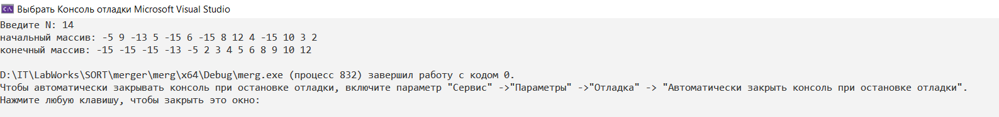 Выбрать Консоль отладки Microsoft Visual Studio
Введите N: 14
начальный массив: -5 9 -13 5 -15 6 -15 8 12 4 -15 10 3 2
конечный массив: -15 -15 -15 -13 -5 2 3 4 5 6 8 9 10 12
D:\IT\LabWorks\SORT\merger\merg\x64\Debug\merg.exe (процесс 832) завершил работу с кодом 0.
Чтобы автоматически закрывать консоль при остановке отладки, включите параметр "Сервис" ->"Параметры" ->"Отладка" -> "Автоматически закрыть консоль при остановке отладки".
Нажмите любую клавишу, чтобы закрыть это окно: